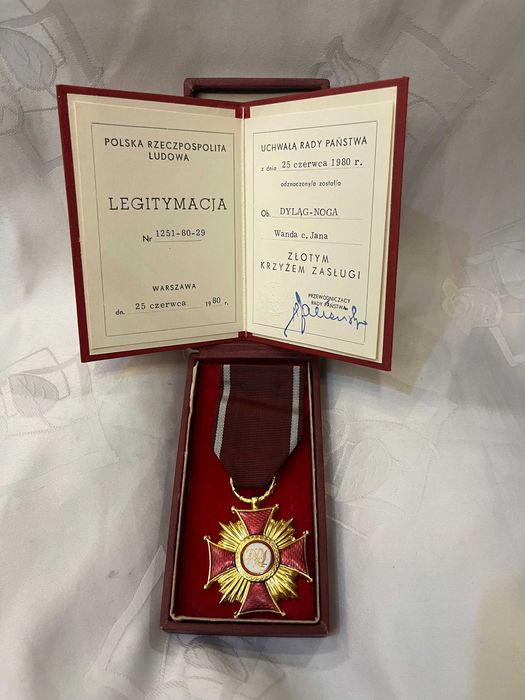 POLSKA RZECZPOSPOLITA
LUDOWA
LEGITYMACJA
Nr 1251-80-29
WARSZAWA
dn. 25 czerwca 1980 r.
UCHWAŁĄ RADY PAŃSTWA
z dnia 25 czerwca 1980 r.
odznaczony/a została
Ob. DYLĄG-NOGA
Wanda c.Jana
ZŁOTYM
KRZYŻEM ZASŁUGI
PRZEWODNICZĄCY
RADY PAŃSTWA